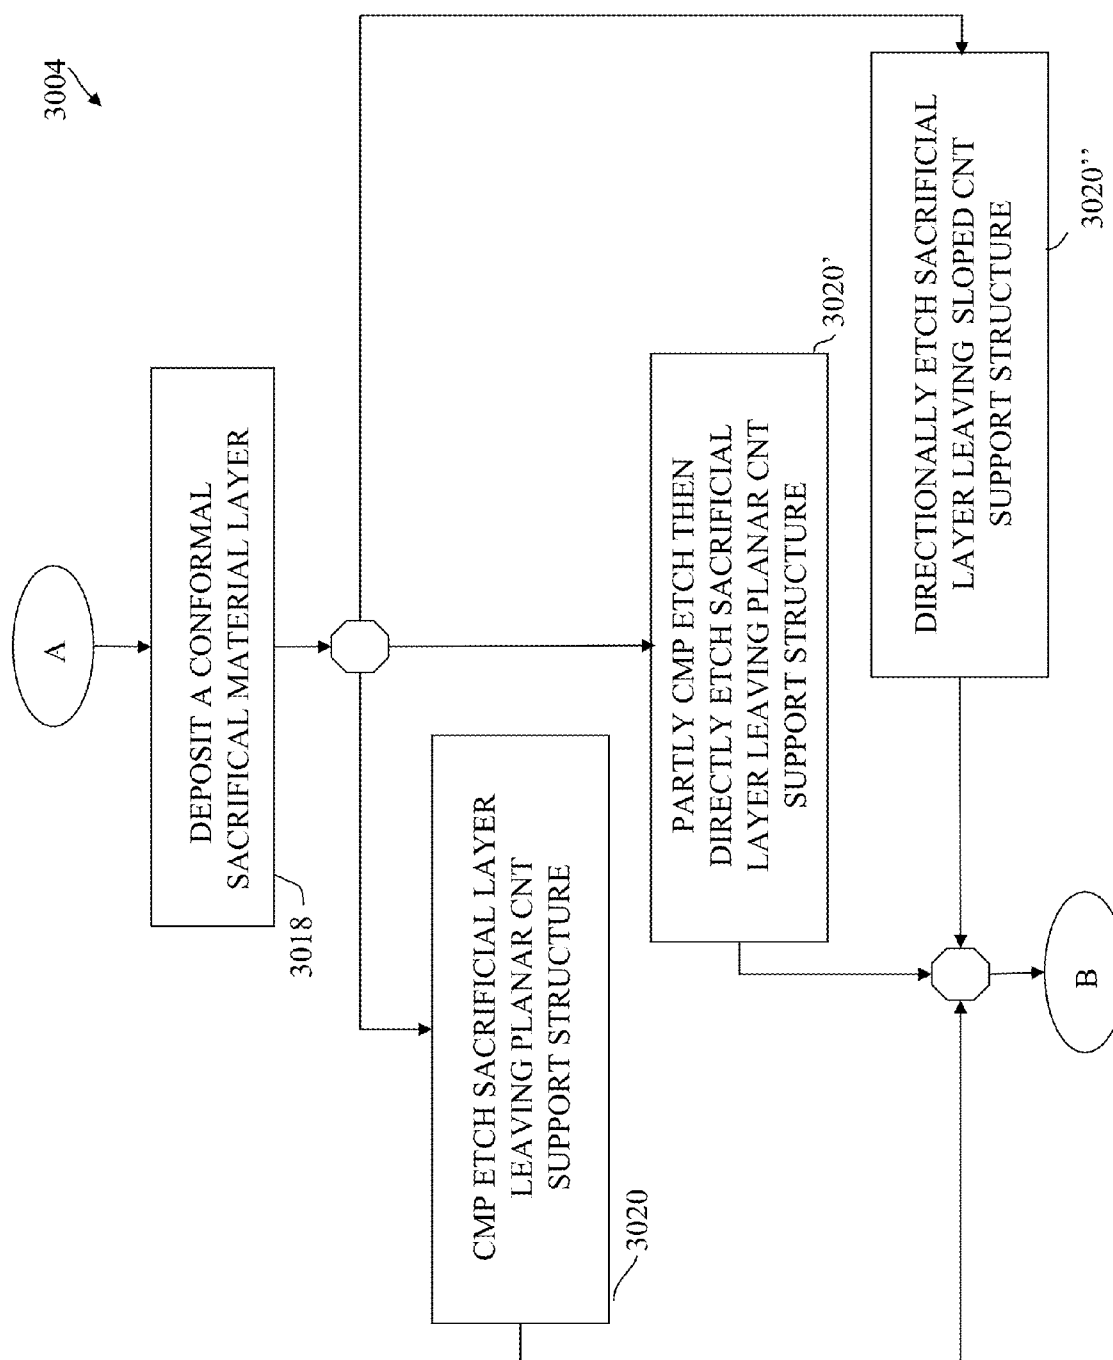 3004
A
DEPOSIT A CONFORMAL
SACRIFICAL MATERIAL LAYER
3018
CMP ETCH SACRIFICIAL LAYER
LEAVING PLANAR CNT
SUPPORT STRUCTURE
3020
PARTLY CMP ETCH THEN
DIRECTLY ETCH SACRIFICIAL
LAYER LEAVING PLANAR CNT
SUPPORT STRUCTURE
3020’
DIRECTIONALLY ETCH SACRIFICIAL
LAYER LEAVING SLOPED CNT
SUPPORT STRUCTURE
3020’’
B